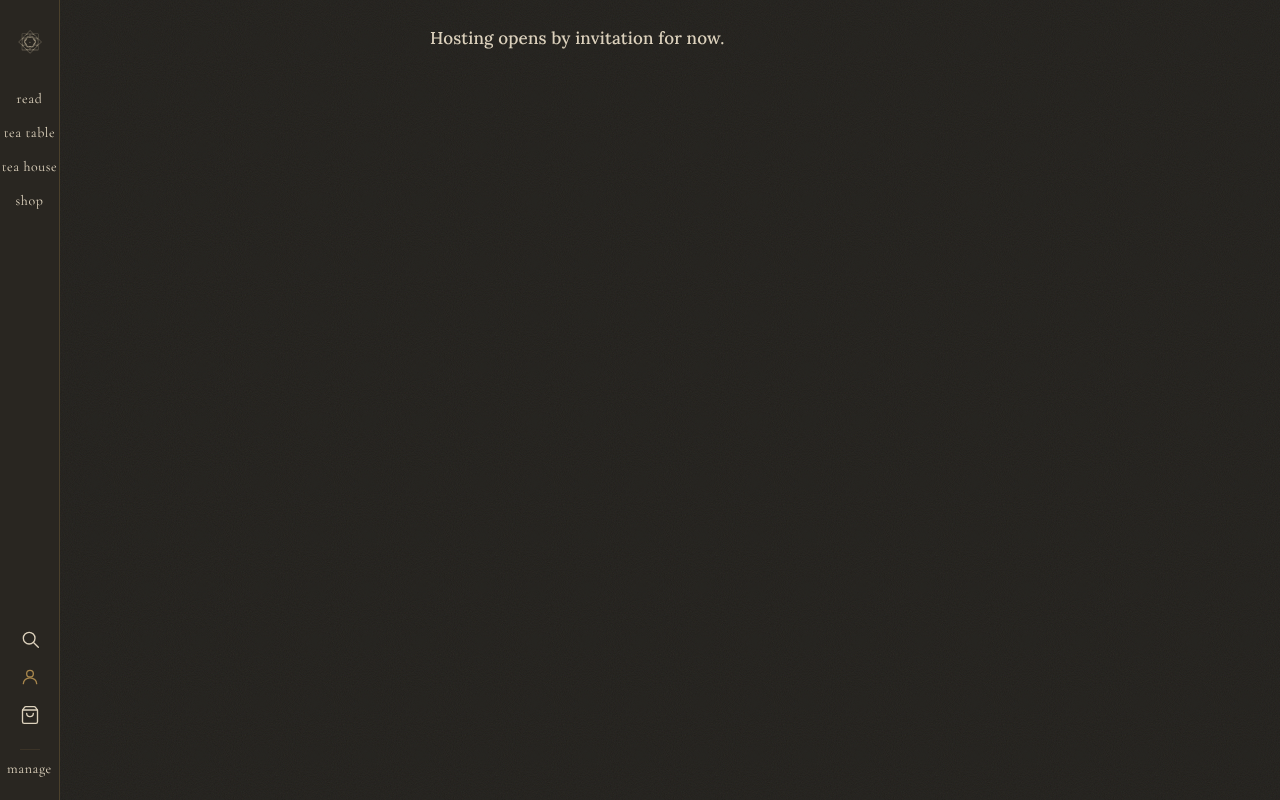 read
tea table
tea house
shop
manage
Hosting opens by invitation for now.